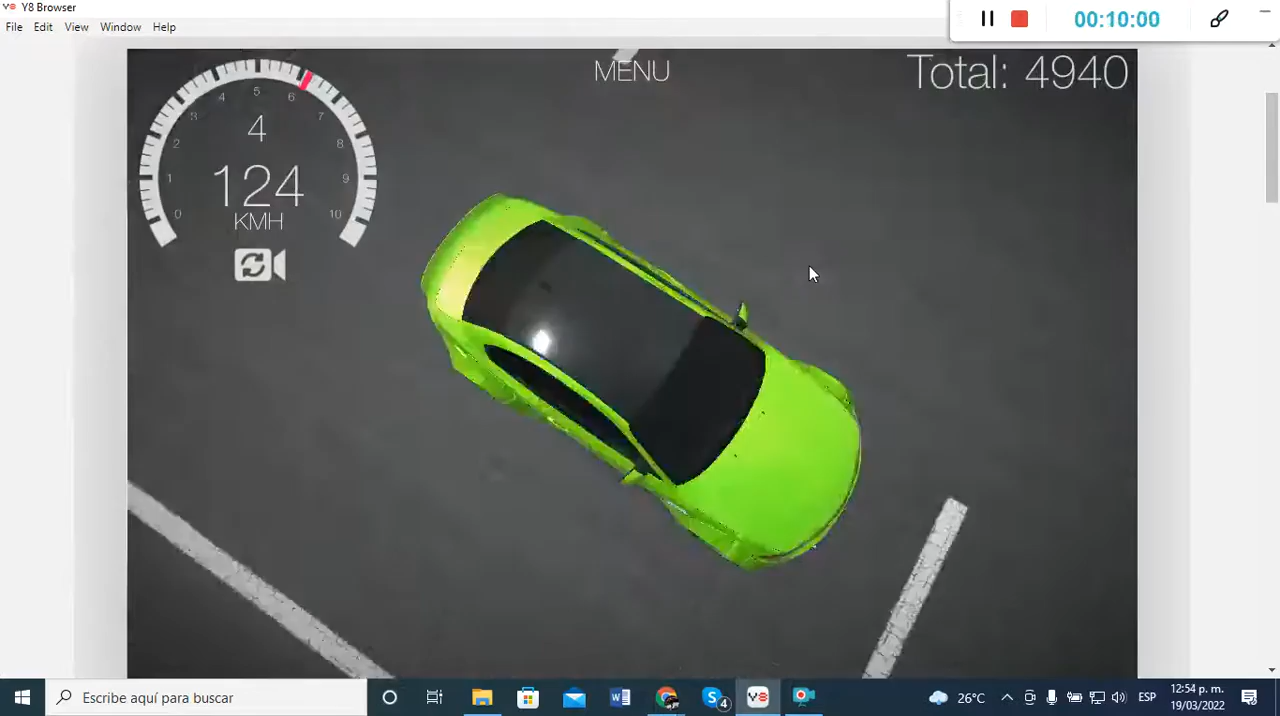 Y8 Browser
File Edit View Window Help
00:10:00
MENU
Total: 4940
0 1 2 3 4 5 6 7 8 9 10
4
124
KMH
Escribe aquí para buscar
4
26°C
ESP
12:54 p. m.
19/03/2022